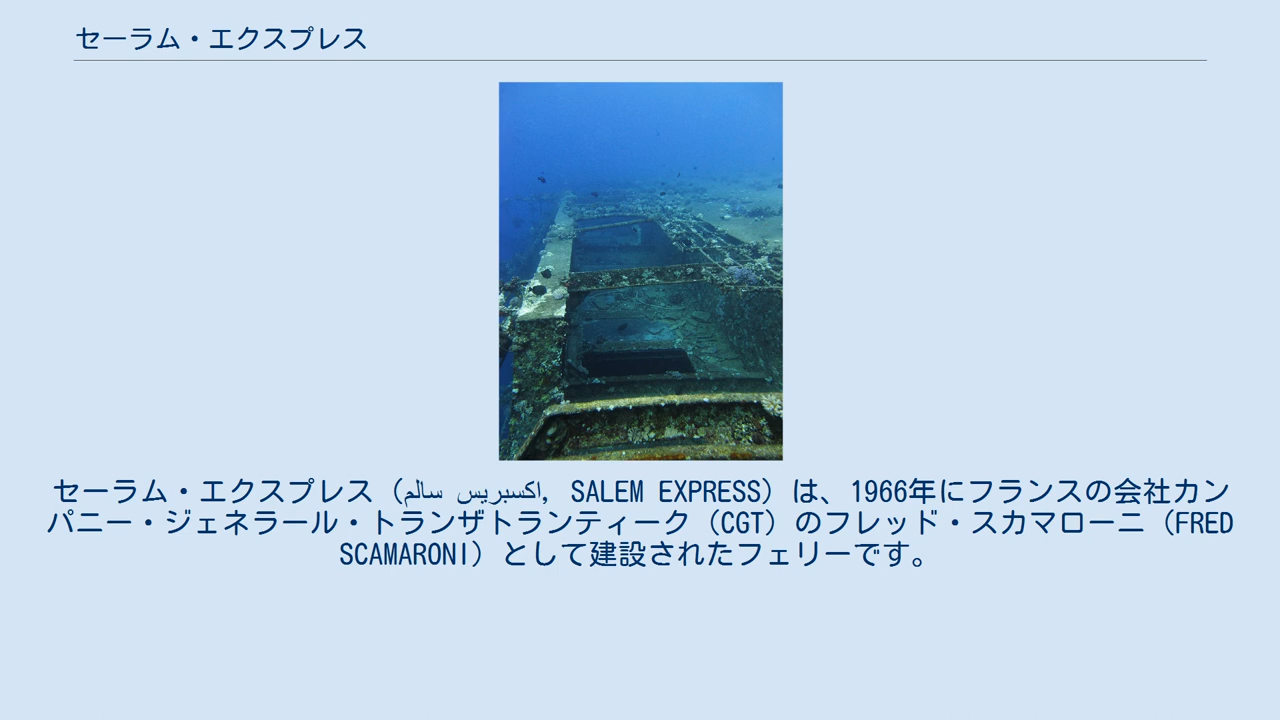 セーラム・エクスプレス
セーラム・エクスプレス（اكسبريس سالم, SALEM EXPRESS）は、1966年にフランスの会社カン
パニー・ジェネラール・トランザトランティーク（CGT）のフレッド・スカマローニ（FRED
SCAMARONI）として建設されたフェリーです。